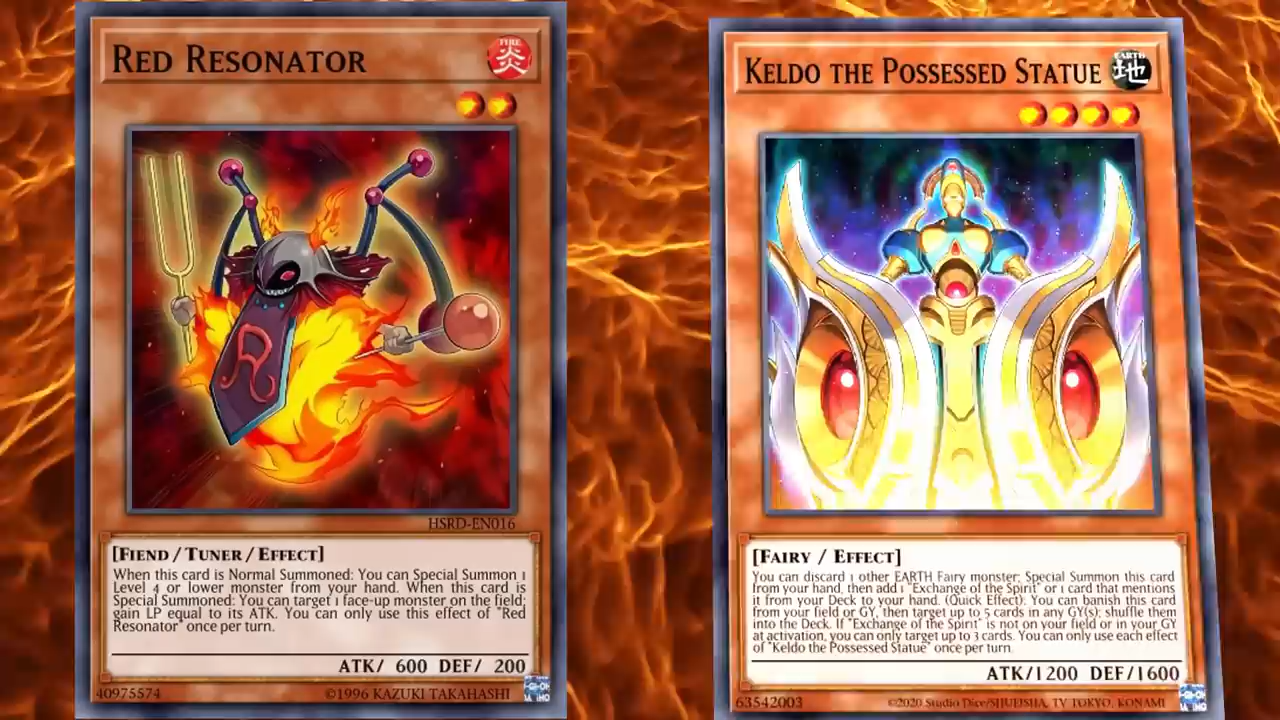 RED RESONATOR
FIRE
炎
R
HSRD-EN016
[FIEND / TUNER / EFFECT]
When this card is Normal Summoned: You can Special Summon 1
Level 4 or lower monster from your hand. When this card is
Special Summoned: You can target 1 face-up monster on the field;
gain LP equal to its ATK. You can only use this effect of "Red
Resonator" once per turn.
ATK/ 600 DEF/ 200
40975574
©1996 KAZUKI TAKAHASHI
KELDO THE POSSESSED STATUE
EARTH
地
[FAIRY / EFFECT]
You can discard 1 other EARTH Fairy monster; Special Summon this card
from your hand, then add 1 "Exchange of the Spirit" or 1 card that mentions
it from your Deck to your hand. (Quick Effect): You can banish this card
from your field or GY, then target up to 5 cards in any GY(s); shuffle them
into the Deck. If "Exchange of the Spirit" is not on your field or in your GY
at activation, you can only target up to 3 cards. You can only use each effect
of "Keldo the Possessed Statue" once per turn.
ATK/1200 DEF/1600
63542003
©2020 Studio Dice/SHUEISHA, TV TOKYO, KONAMI